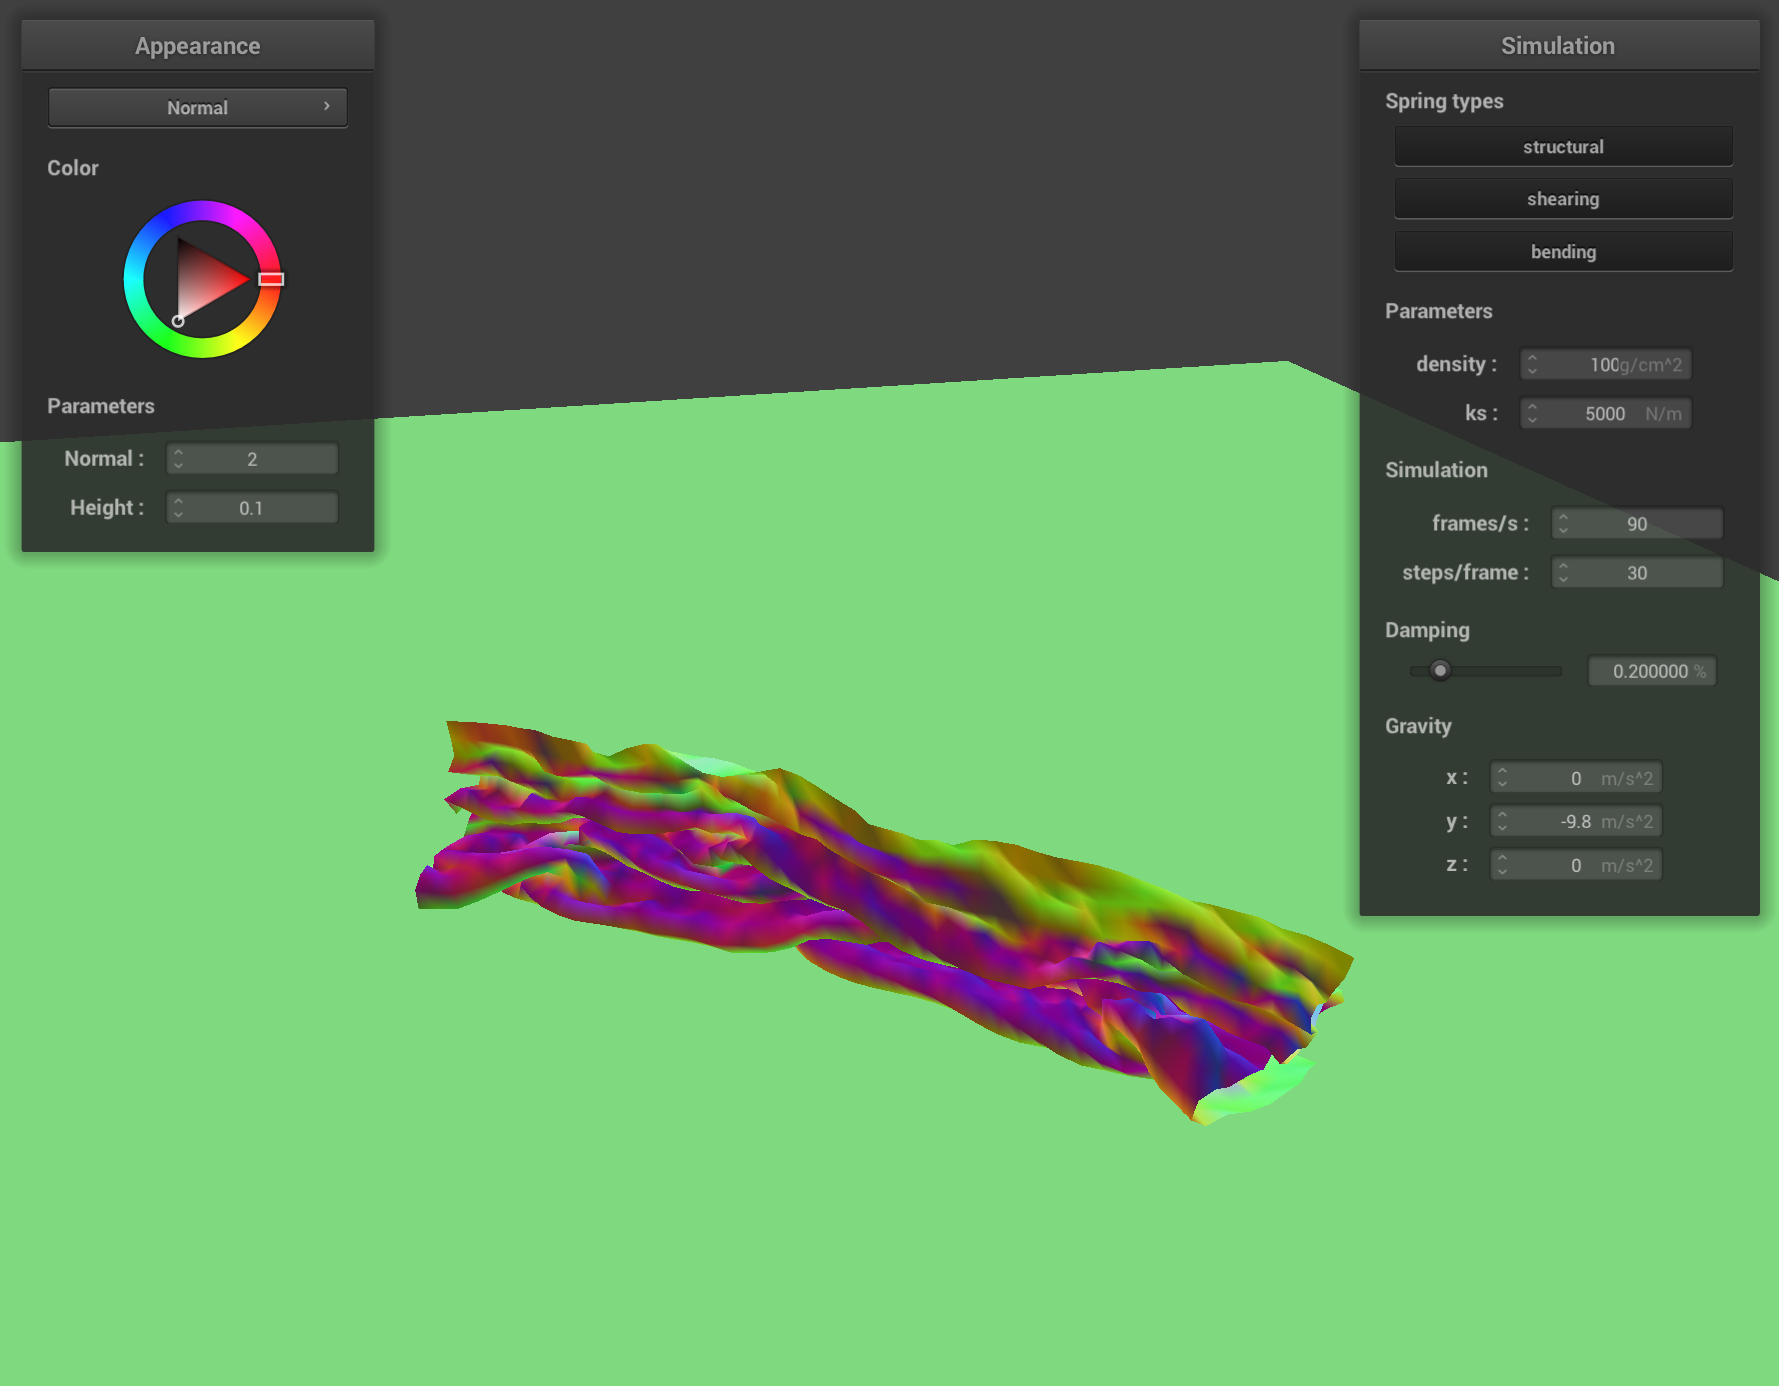 Appearance
Normal
Color
Parameters
Normal : 2
Height : 0.1
Simulation
Spring types
structural
shearing
bending
Parameters
density : 100g/cm^2
ks : 5000 N/m
Simulation
frames/s : 90
steps/frame : 30
Damping
0.200000 %
Gravity
x : 0 m/s^2
y : -9.8 m/s^2
z : 0 m/s^2